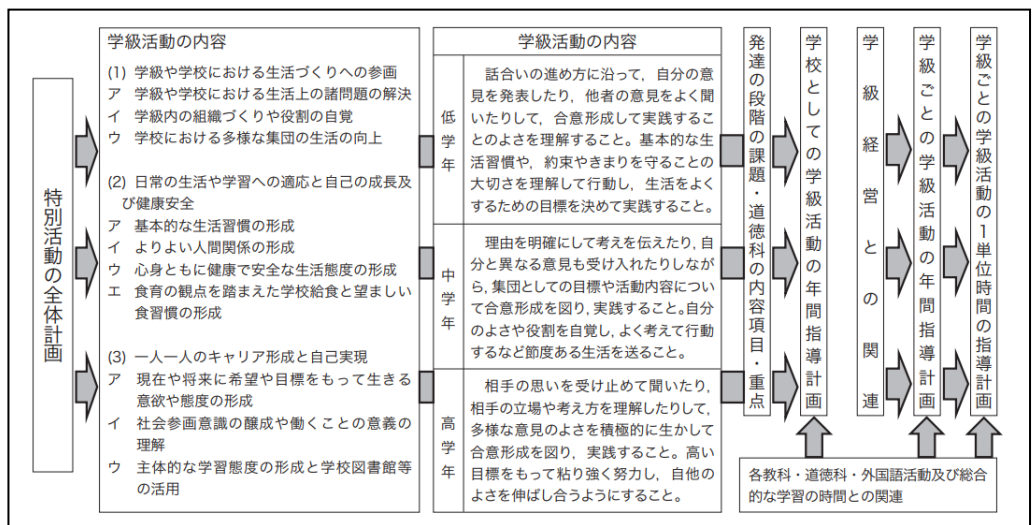 特別活動の全体計画
学級活動の内容
(1) 学級や学校における生活づくりへの参画
ア 学級や学校における生活上の諸問題の解決
イ 学級内の組織づくりや役割の自覚
ウ 学校における多様な集団の生活の向上
(2) 日常の生活や学習への適応と自己の成長及
び健康安全
ア 基本的な生活習慣の形成
イ よりよい人間関係の形成
ウ 心身ともに健康で安全な生活態度の形成
エ 食育の観点を踏まえた学校給食と望ましい
食習慣の形成
(3) 一人一人のキャリア形成と自己実現
ア 現在や将来に希望や目標をもって生きる
意欲や態度の形成
イ 社会参画意識の醸成や働くことの意義の
理解
ウ 主体的な学習態度の形成と学校図書館等
の活用
学級活動の内容
低学年
話合いの進め方に沿って，自分の意
見を発表したり，他者の意見をよく聞
いたりして，合意形成して実践するこ
とのよさを理解すること。基本的な生
活習慣や，約束やきまりを守ることの
大切さを理解して行動し，生活をよく
するための目標を決めて実践すること。
中学年
理由を明確にして考えを伝えたり，自
分と異なる意見も受け入れたりしなが
ら，集団としての目標や活動内容につい
て合意形成を図り，実践すること。自分
のよさや役割を自覚し，よく考えて行動
するなど節度ある生活を送ること。
高学年
相手の思いを受け止めて聞いたり，
相手の立場や考え方を理解したりして，
多様な意見のよさを積極的に生かして
合意形成を図り，実践すること。高い
目標をもって粘り強く努力し，自他の
よさを伸ばし合うようにすること。
発達の段階の課題・道徳科の内容項目・重点
学校としての学級活動の年間指導計画
学級経営との関連
学級ごとの学級活動の年間指導計画
学級ごとの学級活動の１単位時間の指導計画
各教科・道徳科・外国語活動及び総合
的な学習の時間との関連